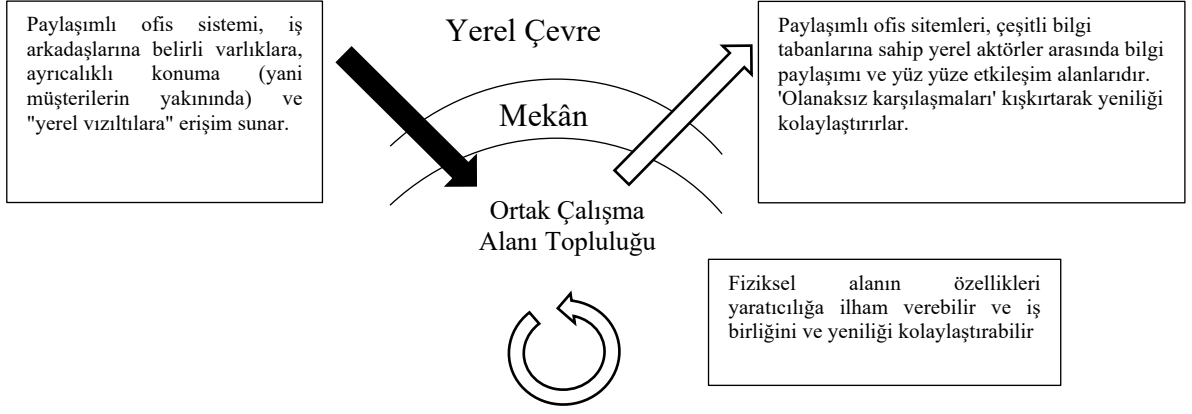 Paylaşımlı ofis sistemi, iş
arkadaşlarına belirli varlıklara,
ayrıcalıklı konuma (yani
müşterilerin yakınında) ve
"yerel vızıltılara" erişim sunar.
Yerel Çevre
Mekân
Ortak Çalışma
Alanı Topluluğu
Paylaşımlı ofis sitemleri, çeşitli bilgi
tabanlarına sahip yerel aktörler arasında bilgi
paylaşımı ve yüz yüze etkileşim alanlarıdır.
'Olanaksız karşılaşmaları' kışkırtarak yeniliği
kolaylaştırırlar.
Fiziksel alanın özellikleri
yaratıcılığa ilham verebilir ve iş
birliğini ve yeniliği kolaylaştırabilir